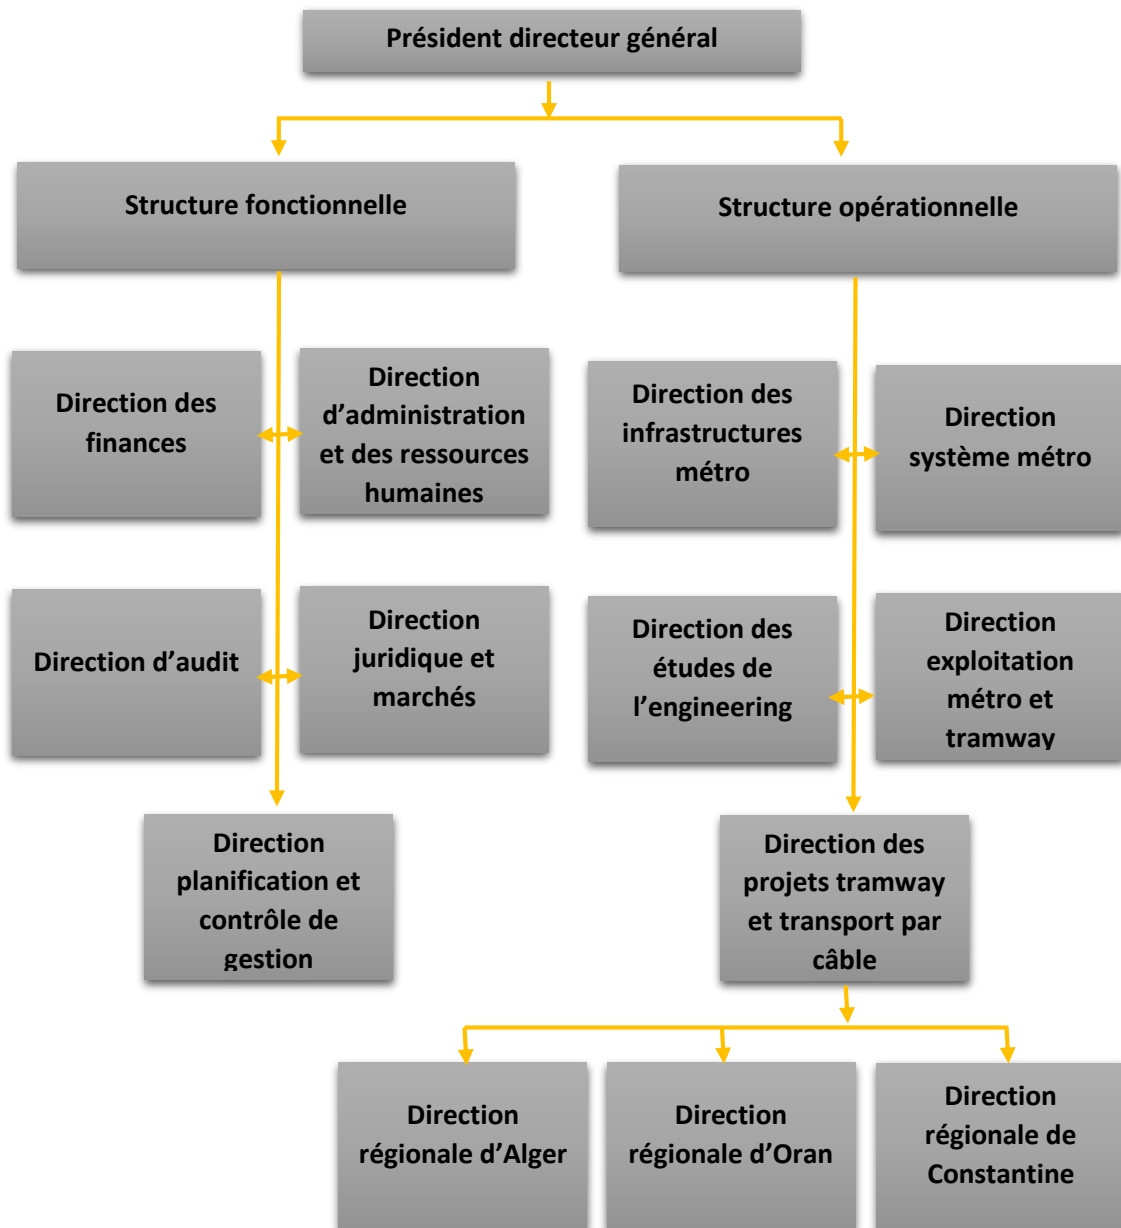 Président directeur général
Structure fonctionnelle
Structure opérationnelle
Direction des
finances
Direction
d’administration
et des ressources
humaines
Direction des
infrastructures
métro
Direction
système métro
Direction d’audit
Direction
juridique et
marchés
Direction des
études de
l’engineering
Direction
exploitation
métro et
tramway
Direction
planification et
contrôle de
gestion
Direction des
projets tramway
et transport par
câble
Direction
régionale d’Alger
Direction
régionale d’Oran
Direction
régionale de
Constantine